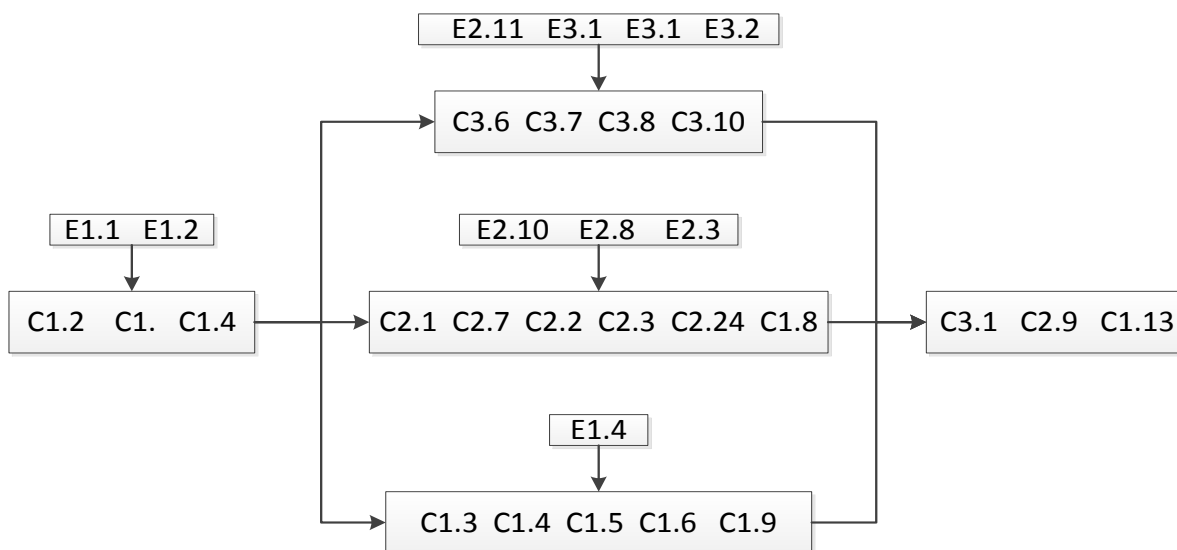 E2.11 E3.1 E3.1 E3.2
C3.6 C3.7 C3.8 C3.10
E1.1 E1.2
E2.10 E2.8 E2.3
C1.2 C1. C1.4
C2.1 C2.7 C2.2 C2.3 C2.24 C1.8
C3.1 C2.9 C1.13
E1.4
C1.3 C1.4 C1.5 C1.6 C1.9